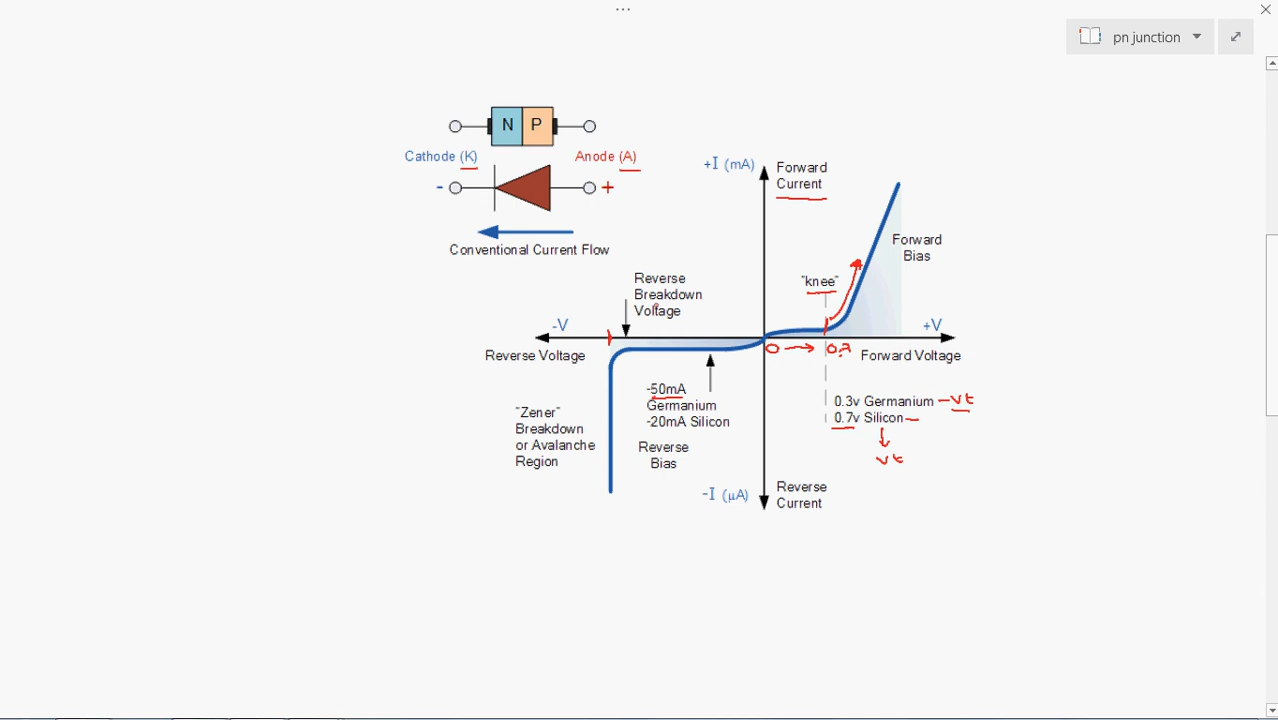 pn junction
N P
Cathode (K)
Anode (A)
- +
Conventional Current Flow
+I (mA)
Forward
Current
Forward
Bias
"knee"
Reverse
Breakdown
Voltage
-V
+V
Reverse Voltage
0 → 0.7
Forward Voltage
-50mA
Germanium
-20mA Silicon
0.3v Germanium - Vt
0.7v Silicon -
Vt
"Zener"
Breakdown
or Avalanche
Region
Reverse
Bias
-I (µA)
Reverse
Current